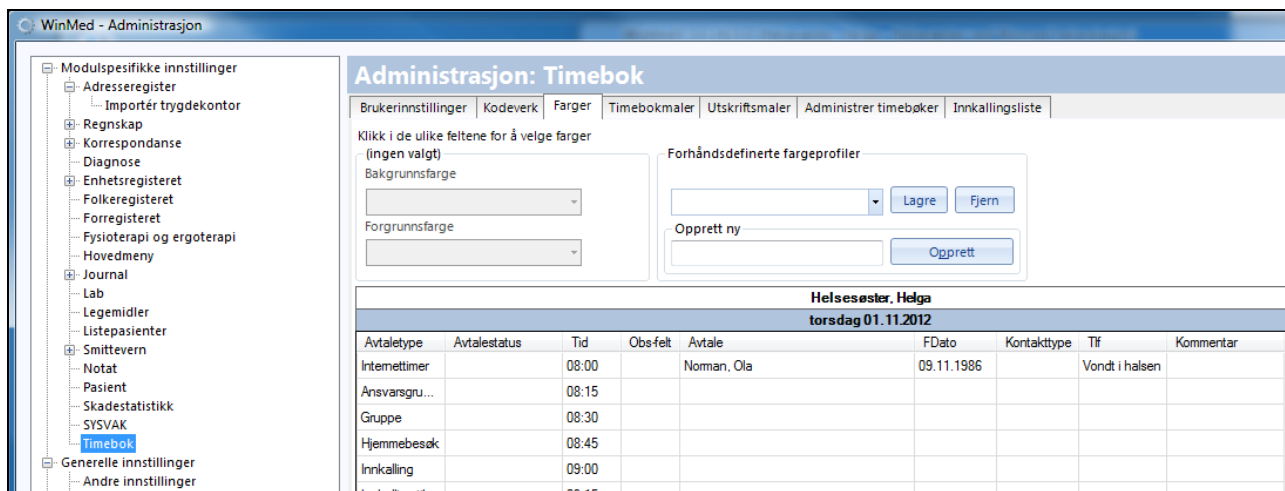 WinMed - Administrasjon
Modulspesifikke innstillinger
Adresseregister
Importér trygdekontor
Regnskap
Korrespondanse
Diagnose
Enhetsregisteret
Folkeregisteret
Forregisteret
Fysioterapi og ergoterapi
Hovedmeny
Journal
Lab
Legemidler
Listepasienter
Smittevern
Notat
Pasient
Skadestatistikk
SYSVAK
Timebok
Generelle innstillinger
Andre innstillinger
Administrasjon: Timebok
Brukerinnstillinger Kodeverk Farger Timebokmaler Utskriftsmaler Administrer timebøker Innkallingsliste
Klikk i de ulike feltene for å velge farger
(ingen valgt)
Bakgrunnsfarge
Forgrunnsfarge
Forhåndsdefinerte fargeprofiler
Lagre Fjern
Opprett ny
Opprett
Helsesøster, Helga
torsdag 01.11.2012
Avtaletype Avtalestatus Tid Obs-felt Avtale FDato Kontakttype Tlf Kommentar
Internettimer 08:00 Norman, Ola 09.11.1986 Vondt i halsen
Ansvarsgru... 08:15
Gruppe 08:30
Hjemmebesøk 08:45
Innkalling 09:00